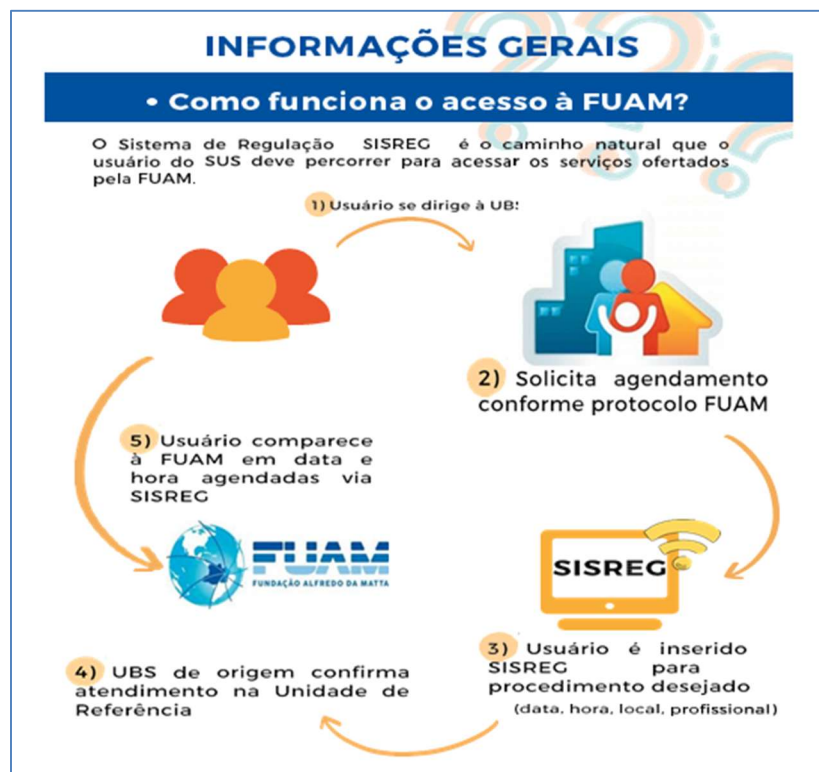 INFORMAÇÕES GERAIS
• Como funciona o acesso à FUAM?
O Sistema de Regulação SISREG é o caminho natural que o
usuário do SUS deve percorrer para acessar os serviços ofertados
pela FUAM.
1) Usuário se dirige à UB
2) Solicita agendamento
conforme protocolo FUAM
SISREG
3) Usuário é inserido
SISREG para
procedimento desejado
(data, hora, local, profissional)
4) UBS de origem confirma
atendimento na Unidade de
Referência
5) Usuário comparece
à FUAM em data e
hora agendadas via
SISREG
FUAM
FUNDAÇÃO ALFREDO DA MATTA